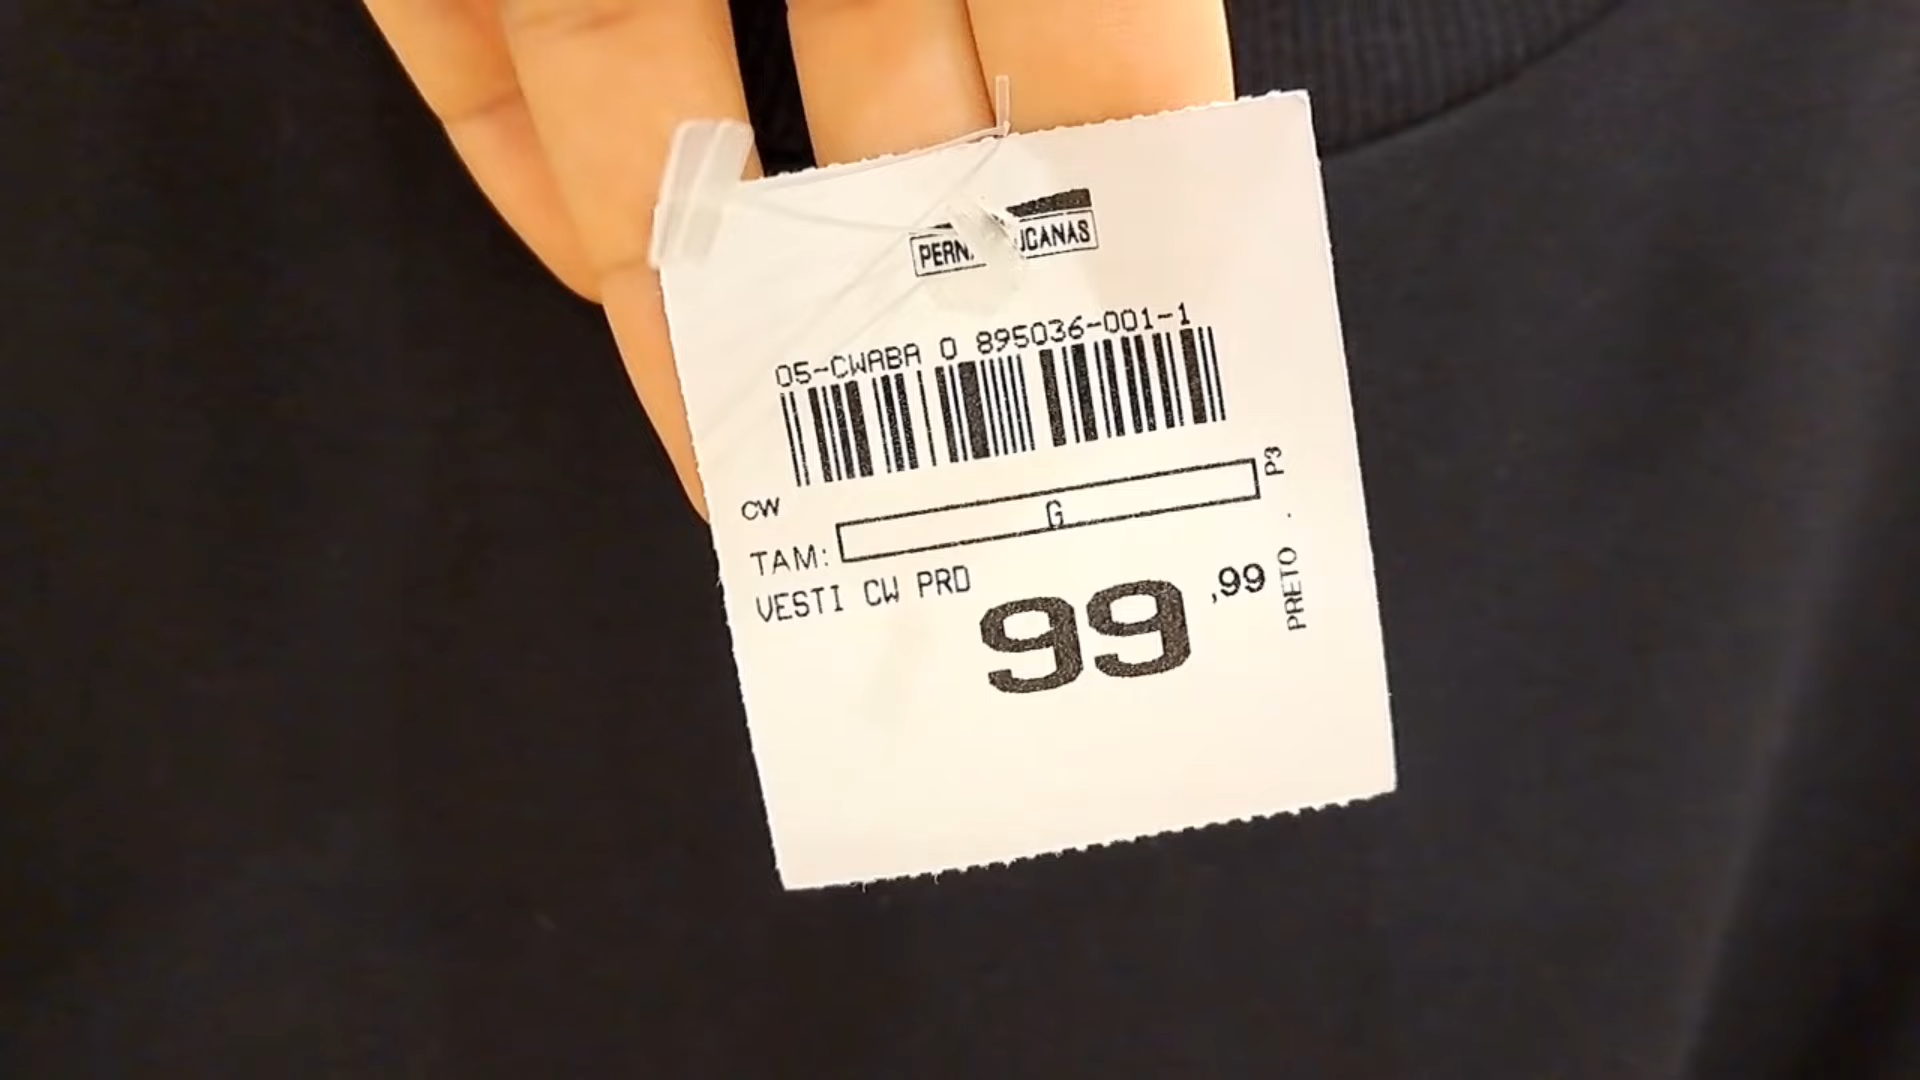 05-CWABA 0 895036-001-1
CW
P3
TAM: G
VESTI CW PRD
99,99
PRETO .